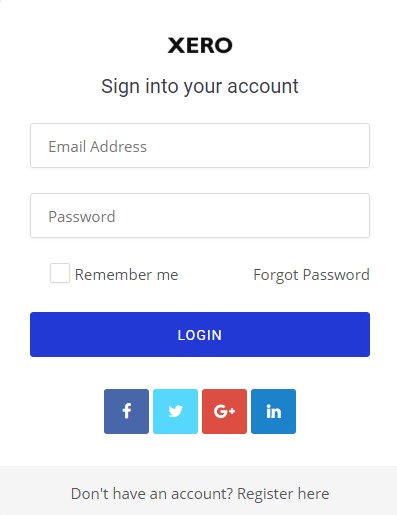 XERO
Sign into your account
Email Address
Password
Remember me Forgot Password
LOGIN
f G+ in
Don't have an account? Register here